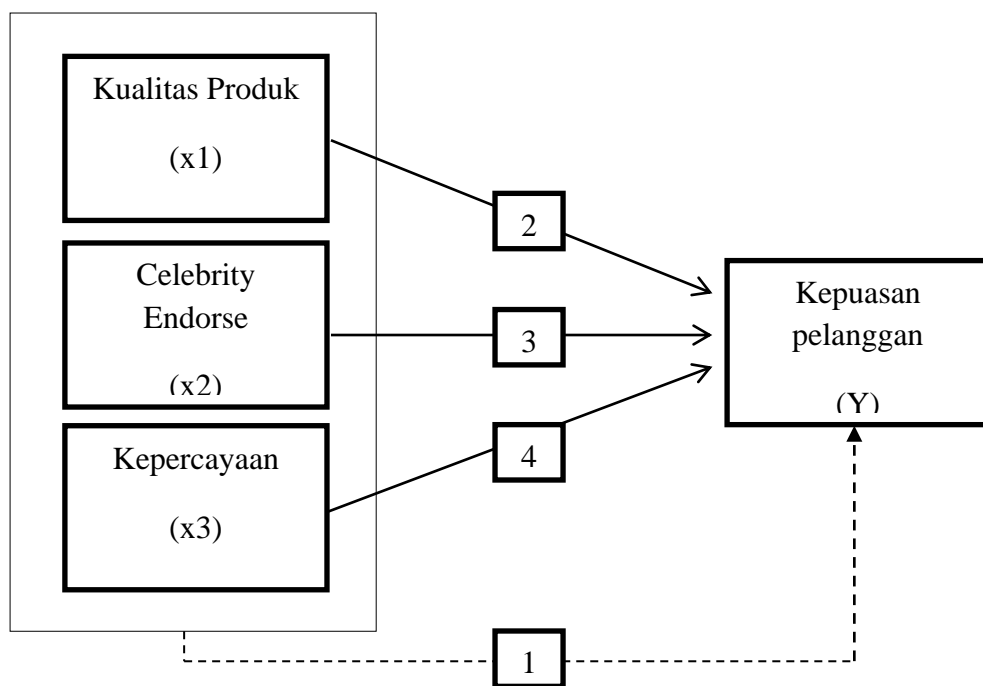 Kualitas Produk
(x1)
Celebrity
Endorse
(x2)
Kepercayaan
(x3)
2
3
4
1
Kepuasan
pelanggan
(Y)